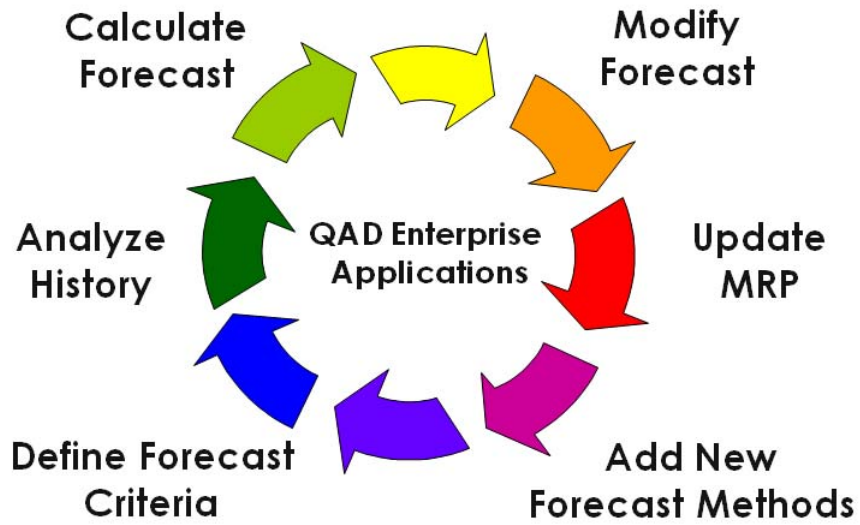 Calculate
Forecast
Modify
Forecast
Analyze
History
QAD Enterprise
Applications
Update
MRP
Define Forecast
Criteria
Add New
Forecast Methods